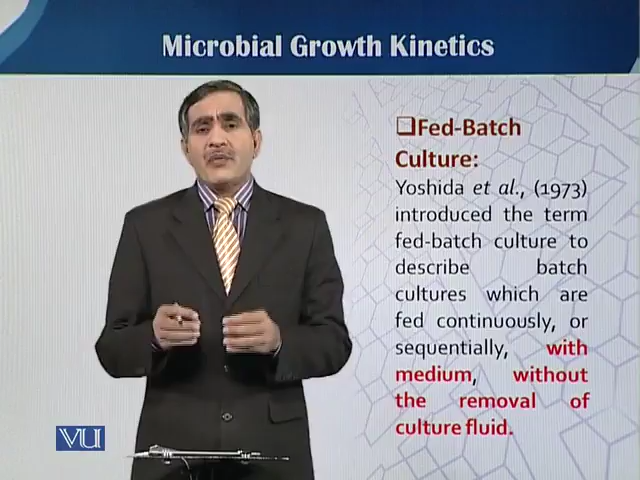 Microbial Growth Kinetics
❑Fed-Batch
Culture:
Yoshida et al., (1973)
introduced the term
fed-batch culture to
describe batch
cultures which are
fed continuously, or
sequentially, with
medium, without
the removal of
culture fluid.
VU